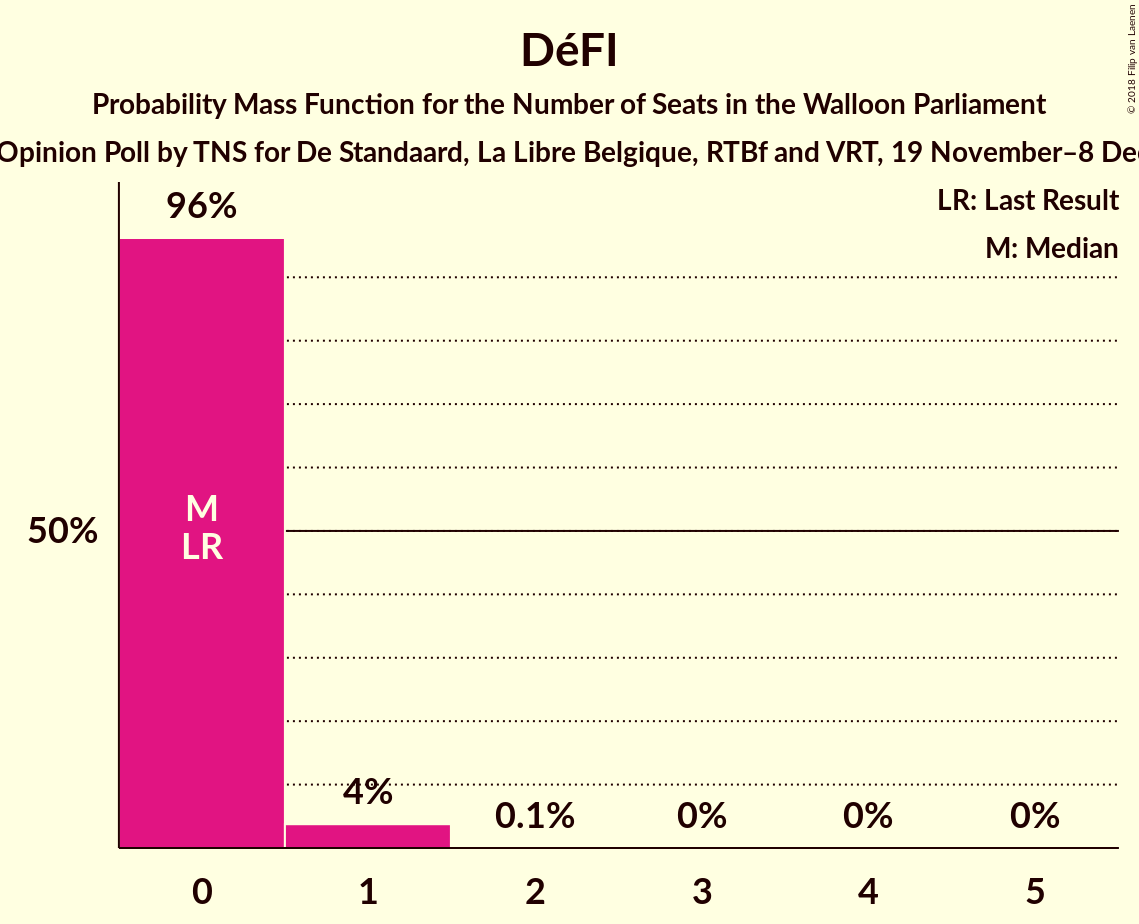 DéFI
Probability Mass Function for the Number of Seats in the Walloon Parliament
Opinion Poll by TNS for De Standaard, La Libre Belgique, RTBf and VRT, 19 November–8 De
© 2018 Filip van Laenen
LR: Last Result
M: Median
96%
M
LR
50%
4%
0.1%
0%
0%
0%
0 1 2 3 4 5